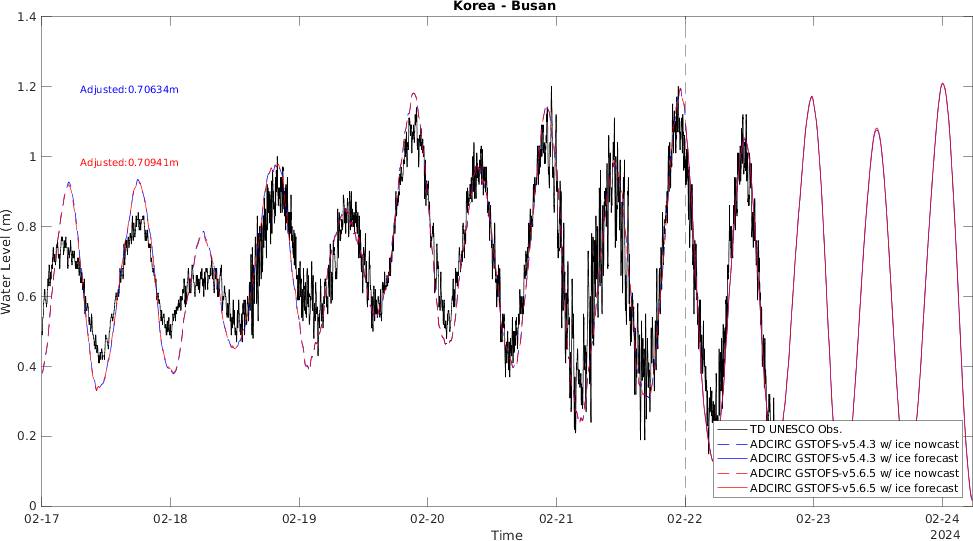 Korea - Busan
1.4
1.2
1
0.8
0.6
0.4
0.2
0
Water Level (m)
Adjusted:0.70634m
Adjusted:0.70941m
TD UNESCO Obs.
ADCIRC GSTOFS-v5.4.3 w/ ice nowcast
ADCIRC GSTOFS-v5.4.3 w/ ice forecast
ADCIRC GSTOFS-v5.6.5 w/ ice nowcast
ADCIRC GSTOFS-v5.6.5 w/ ice forecast
02-17 02-18 02-19 02-20 02-21 02-22 02-23 02-24
Time
2024